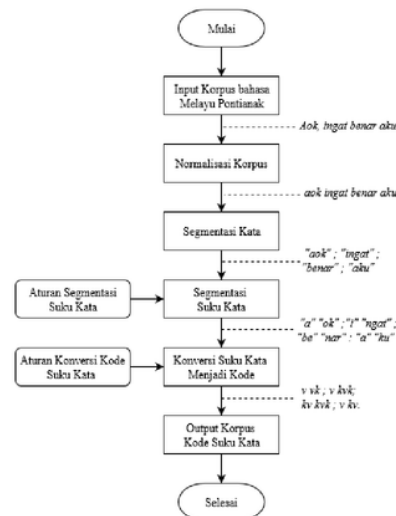 Mulai
Input Korpus bahasa
Melayu Pontianak
Aok, ingat benar aku
Normalisasi Korpus
aok ingat benar aku
Segmentasi Kata
"aok" ; "ingat" ;
"benar" ; "aku"
Aturan Segmentasi
Suku Kata
Segmentasi
Suku Kata
"a" "ok" ; "i" "ngat" ;
"be" "nar" : "a" "ku"
Aturan Konversi Kode
Suku Kata
Konversi Suku Kata
Menjadi Kode
v vk ; v kvk;
kv kvk ; v kv.
Output Korpus
Kode Suku Kata
Selesai